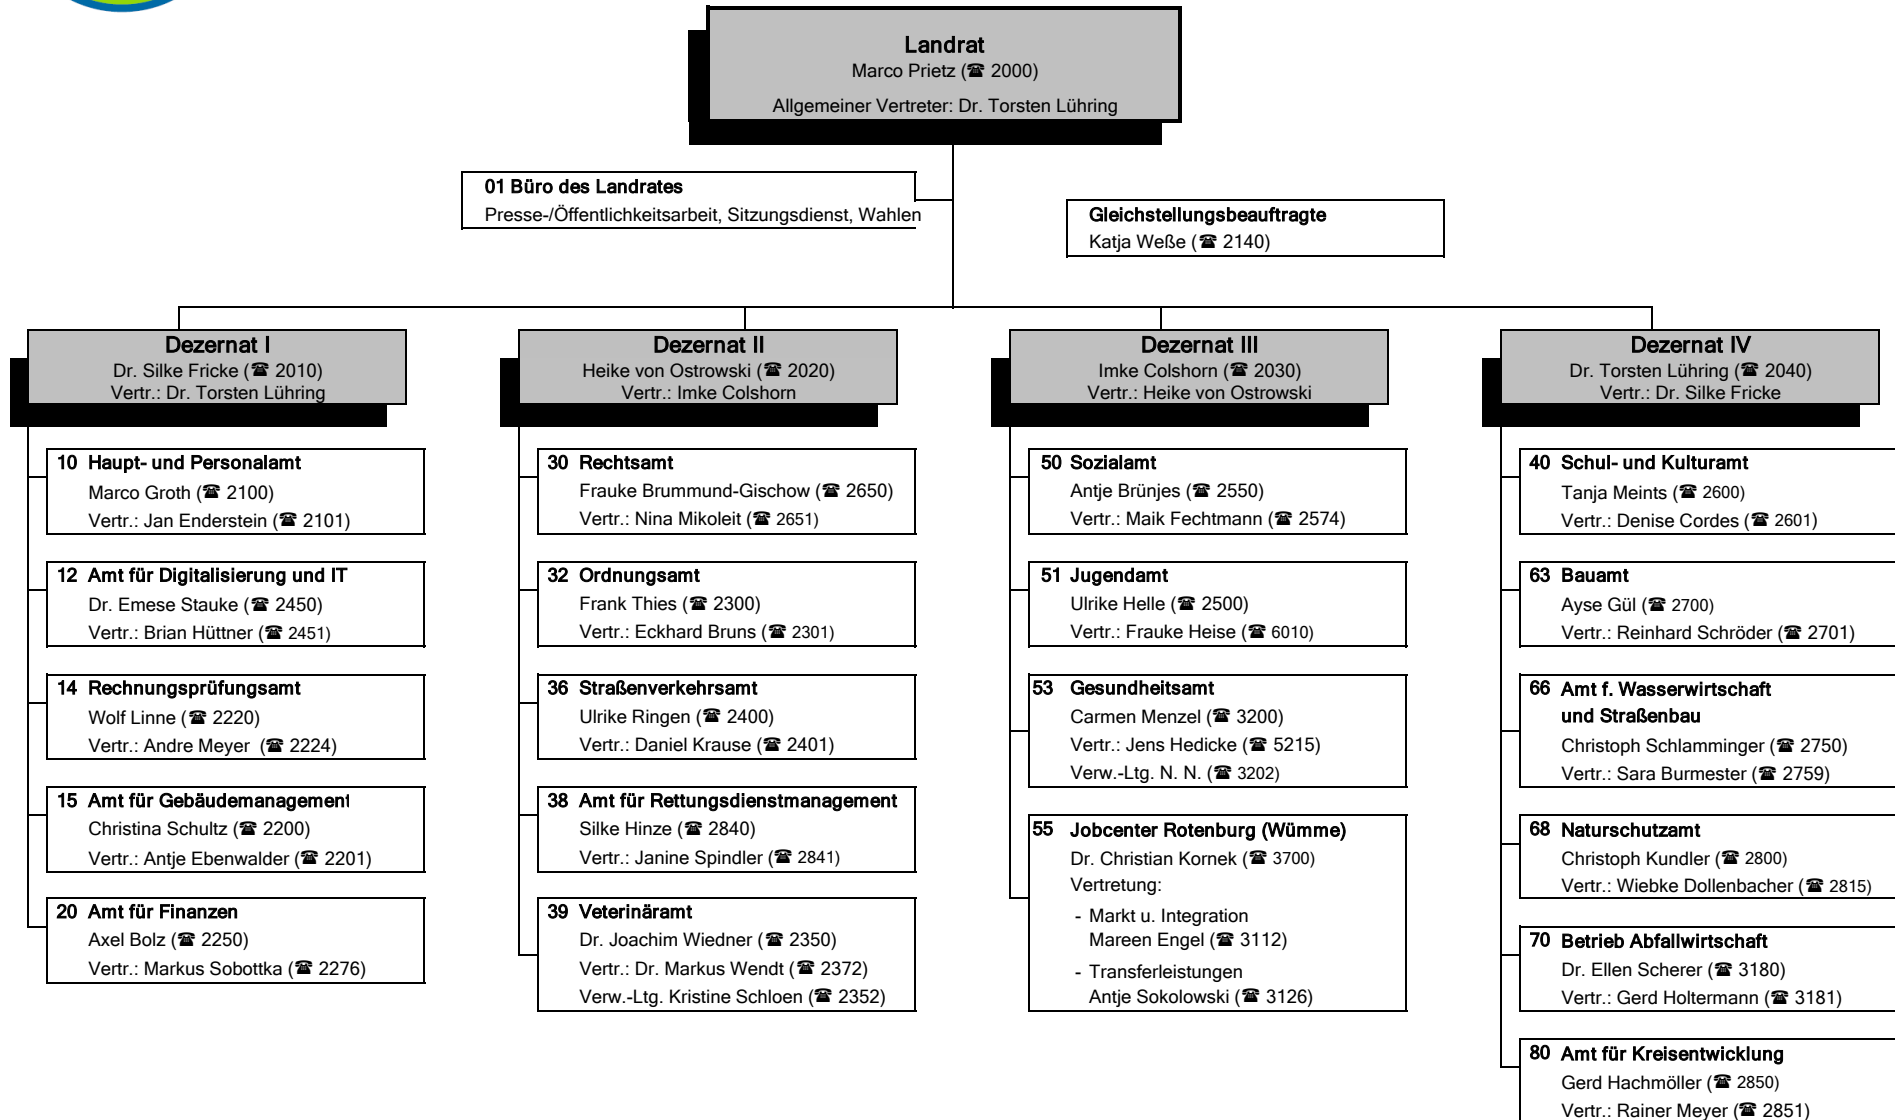 Landrat
Marco Prietz (☎ 2000)
Allgemeiner Vertreter: Dr. Torsten Lühring
01 Büro des Landrates
Presse-/Öffentlichkeitsarbeit, Sitzungsdienst, Wahlen
Gleichstellungsbeauftragte
Katja Weße (☎ 2140)
Dezernat I
Dr. Silke Fricke (☎ 2010)
Vertr.: Dr. Torsten Lühring
10 Haupt- und Personalamt
Marco Groth (☎ 2100)
Vertr.: Jan Enderstein (☎ 2101)
12 Amt für Digitalisierung und IT
Dr. Emese Stauke (☎ 2450)
Vertr.: Brian Hüttner (☎ 2451)
14 Rechnungsprüfungsamt
Wolf Linne (☎ 2220)
Vertr.: Andre Meyer (☎ 2224)
15 Amt für Gebäudemanagement
Christina Schultz (☎ 2200)
Vertr.: Antje Ebenwalder (☎ 2201)
20 Amt für Finanzen
Axel Bolz (☎ 2250)
Vertr.: Markus Sobottka (☎ 2276)
Dezernat II
Heike von Ostrowski (☎ 2020)
Vertr.: Imke Colshorn
30 Rechtsamt
Frauke Brummund-Gischow (☎ 2650)
Vertr.: Nina Mikoleit (☎ 2651)
32 Ordnungsamt
Frank Thies (☎ 2300)
Vertr.: Eckhard Bruns (☎ 2301)
36 Straßenverkehrsamt
Ulrike Ringen (☎ 2400)
Vertr.: Daniel Krause (☎ 2401)
38 Amt für Rettungsdienstmanagement
Silke Hinze (☎ 2840)
Vertr.: Janine Spindler (☎ 2841)
39 Veterinäramt
Dr. Joachim Wiedner (☎ 2350)
Vertr.: Dr. Markus Wendt (☎ 2372)
Verw.-Ltg. Kristine Schloen (☎ 2352)
Dezernat III
Imke Colshorn (☎ 2030)
Vertr.: Heike von Ostrowski
50 Sozialamt
Antje Brünjes (☎ 2550)
Vertr.: Maik Fechtmann (☎ 2574)
51 Jugendamt
Ulrike Helle (☎ 2500)
Vertr.: Frauke Heise (☎ 6010)
53 Gesundheitsamt
Carmen Menzel (☎ 3200)
Vertr.: Jens Hedicke (☎ 5215)
Verw.-Ltg. N. N. (☎ 3202)
55 Jobcenter Rotenburg (Wümme)
Dr. Christian Kornek (☎ 3700)
Vertretung:
- Markt u. Integration
Mareen Engel (☎ 3112)
- Transferleistungen
Antje Sokolowski (☎ 3126)
Dezernat IV
Dr. Torsten Lühring (☎ 2040)
Vertr.: Dr. Silke Fricke
40 Schul- und Kulturamt
Tanja Meints (☎ 2600)
Vertr.: Denise Cordes (☎ 2601)
63 Bauamt
Ayse Gül (☎ 2700)
Vertr.: Reinhard Schröder (☎ 2701)
66 Amt f. Wasserwirtschaft
und Straßenbau
Christoph Schlamminger (☎ 2750)
Vertr.: Sara Burmester (☎ 2759)
68 Naturschutzamt
Christoph Kundler (☎ 2800)
Vertr.: Wiebke Dollenbacher (☎ 2815)
70 Betrieb Abfallwirtschaft
Dr. Ellen Scherer (☎ 3180)
Vertr.: Gerd Holtermann (☎ 3181)
80 Amt für Kreisentwicklung
Gerd Hachmöller (☎ 2850)
Vertr.: Rainer Meyer (☎ 2851)